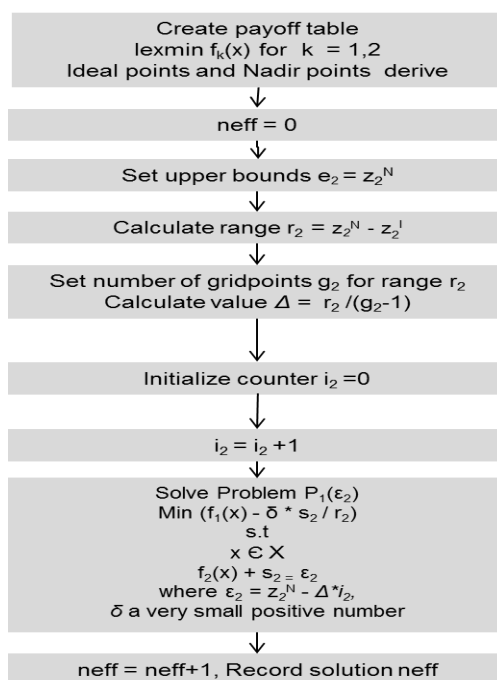 Create payoff table
lexmin fₖ(x) for k = 1,2
Ideal points and Nadir points derive
neff = 0
Set upper bounds e₂ = z₂ᴺ
Calculate range r₂ = z₂ᴺ - z₂ᴵ
Set number of gridpoints g₂ for range r₂
Calculate value Δ = r₂ /(g₂-1)
Initialize counter i₂ =0
i₂ = i₂ +1
Solve Problem P₁(ε₂)
Min (f₁(x) - δ * s₂ / r₂)
s.t
x Є X
f₂(x) + s₂ ₌ ε₂
where ε₂ = z₂ᴺ - Δ*i₂,
δ a very small positive number
neff = neff+1, Record solution neff